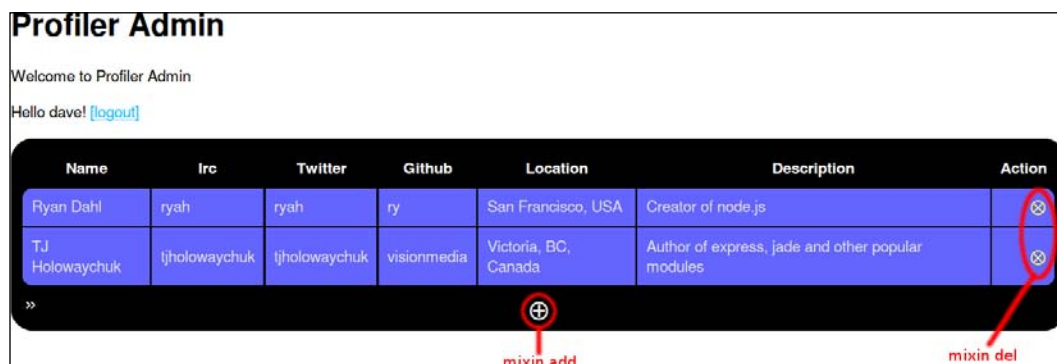 Profiler Admin
Welcome to Profiler Admin
Hello dave! [logout]
Name Irc Twitter Github Location Description Action
Ryan Dahl ryah ryah ry San Francisco, USA Creator of node.js ⊗
TJ Holowaychuk tjholowaychuk tjholowaychuk visionmedia Victoria, BC, Canada Author of express, jade and other popular modules ⊗
» ⊕
mixin add mixin del